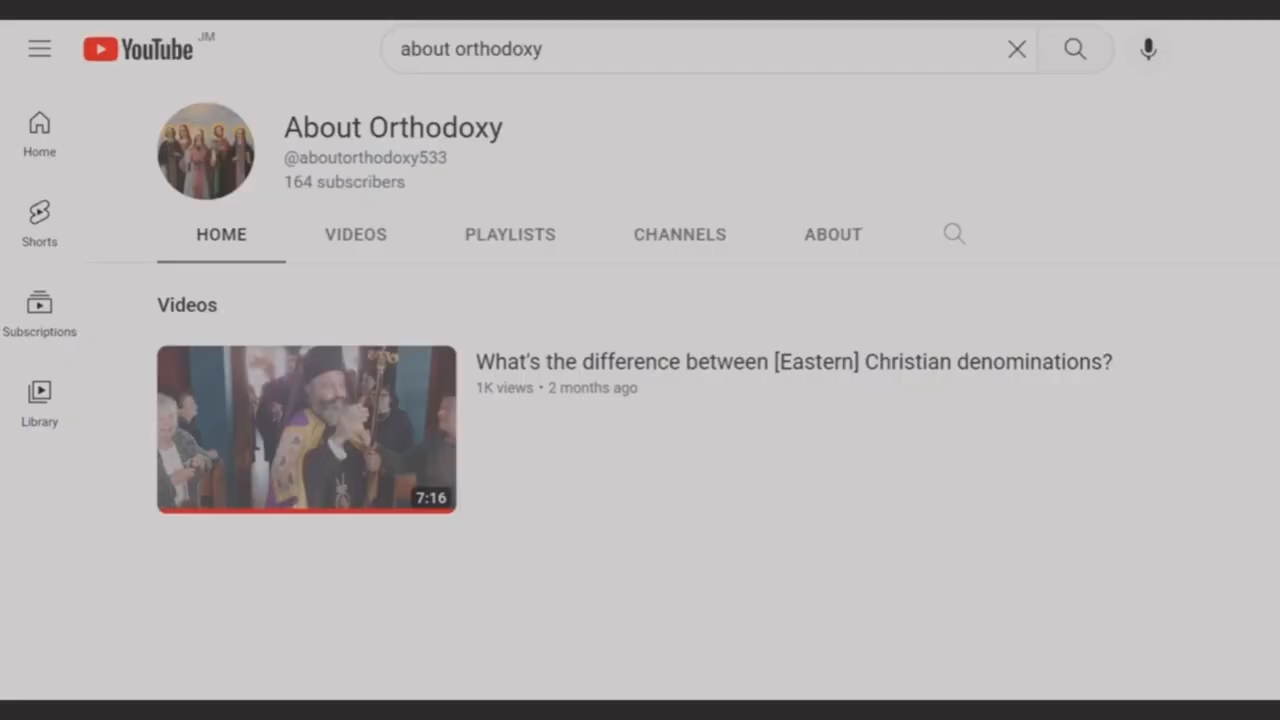 YouTube JM
about orthodoxy
Home
Shorts
Subscriptions
Library
About Orthodoxy
@aboutorthodoxy533
164 subscribers
HOME VIDEOS PLAYLISTS CHANNELS ABOUT
Videos
7:16
What's the difference between [Eastern] Christian denominations?
1K views • 2 months ago